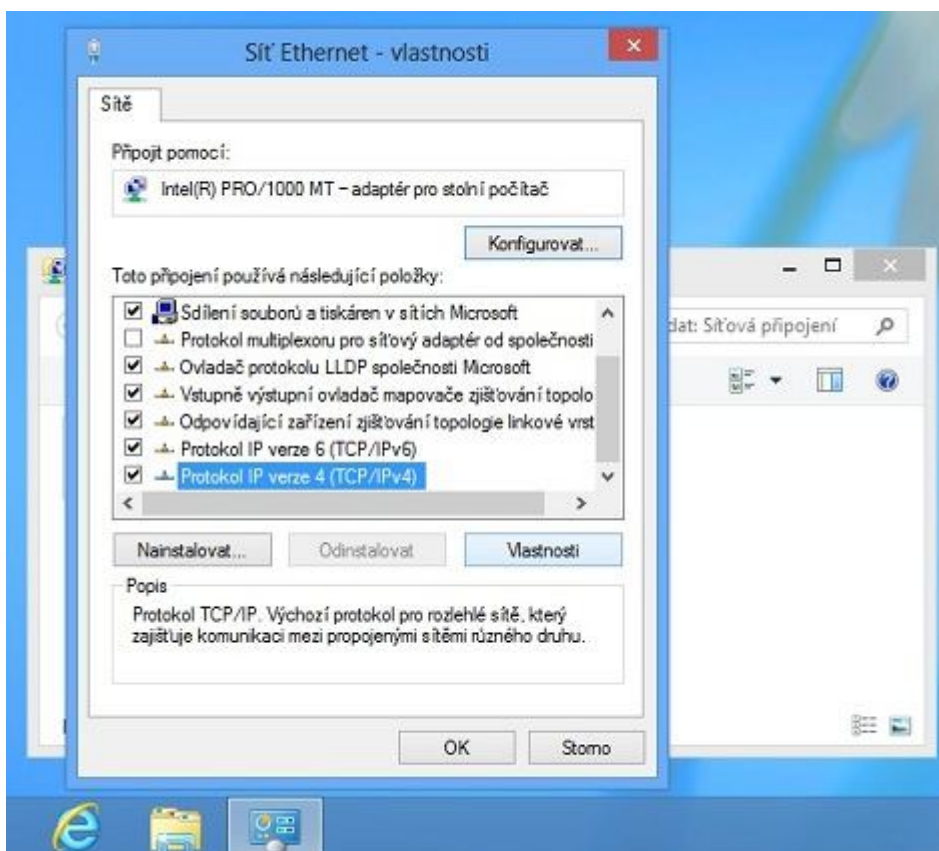 Síť Ethernet - vlastnosti
Sítě
Připojit pomocí:
Intel(R) PRO/1000 MT – adaptér pro stolní počítač
Konfigurovat...
Toto připojení používá následující položky:
Sdílení souborů a tiskáren v sítích Microsoft
Protokol multiplexoru pro síťový adaptér od společnosti
Ovladač protokolu LLDP společnosti Microsoft
Vstupně výstupní ovladač mapovače zjišťování topolo
Odpovídající zařízení zjišťování topologie linkové vrst
Protokol IP verze 6 (TCP/IPv6)
Protokol IP verze 4 (TCP/IPv4)
Nainstalovat...
Odinstalovat
Vlastnosti
Popis
Protokol TCP/IP. Výchozí protokol pro rozlehlé sítě, který
zajišťuje komunikaci mezi propojenými sítěmi různého druhu.
OK
Storno
dat: Síťová připojení